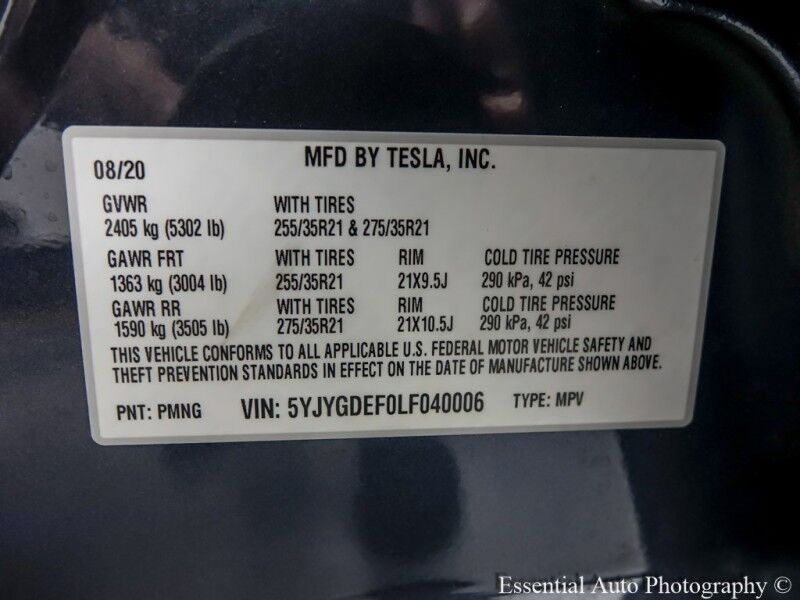 08/20 MFD BY TESLA, INC.
GVWR WITH TIRES
2405 kg (5302 lb) 255/35R21 & 275/35R21
GAWR FRT WITH TIRES RIM COLD TIRE PRESSURE
1363 kg (3004 lb) 255/35R21 21X9.5J 290 kPa, 42 psi
GAWR RR WITH TIRES RIM COLD TIRE PRESSURE
1590 kg (3505 lb) 275/35R21 21X10.5J 290 kPa, 42 psi
THIS VEHICLE CONFORMS TO ALL APPLICABLE U.S. FEDERAL MOTOR VEHICLE SAFETY AND
THEFT PREVENTION STANDARDS IN EFFECT ON THE DATE OF MANUFACTURE SHOWN ABOVE.
PNT: PMNG VIN: 5YJYGDEF0LF040006 TYPE: MPV
Essential Auto Photography ©